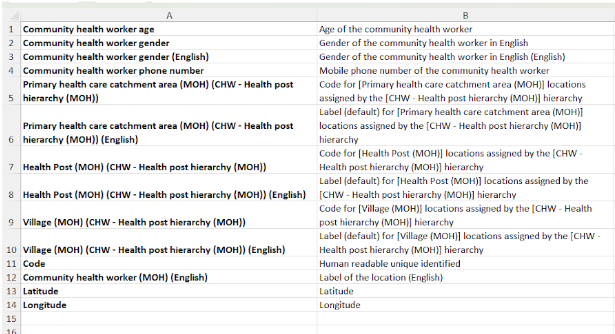 A B
1 Community health worker age Age of the community health worker
2 Community health worker gender Gender of the community health worker in English
3 Community health worker gender (English) Gender of the community health worker in English (English)
4 Community health worker phone number Mobile phone number of the community health worker
Primary health care catchment area (MOH) (CHW - Health post Code for [Primary health care catchment area (MOH)] locations
5 hierarchy (MOH)) assigned by the [CHW - Health post hierarchy (MOH)] hierarchy
Label (default) for [Primary health care catchment area (MOH)]
Primary health care catchment area (MOH) (CHW - Health post locations assigned by the [CHW - Health post hierarchy (MOH)]
6 hierarchy (MOH)) (English) hierarchy
Code for [Health Post (MOH)] locations assigned by the [CHW -
7 Health Post (MOH) (CHW - Health post hierarchy (MOH)) Health post hierarchy (MOH)] hierarchy
Label (default) for [Health Post (MOH)] locations assigned by the
8 Health Post (MOH) (CHW - Health post hierarchy (MOH)) (English) [CHW - Health post hierarchy (MOH)] hierarchy
Code for [Village (MOH)] locations assigned by the [CHW - Health
9 Village (MOH) (CHW - Health post hierarchy (MOH)) post hierarchy (MOH)] hierarchy
Label (default) for [Village (MOH)] locations assigned by the [CHW -
10 Village (MOH) (CHW - Health post hierarchy (MOH)) (English) Health post hierarchy (MOH)] hierarchy
11 Code Human readable unique identified
12 Community health worker (MOH) (English) Label of the location (English)
13 Latitude Latitude
14 Longitude Longitude
15
16